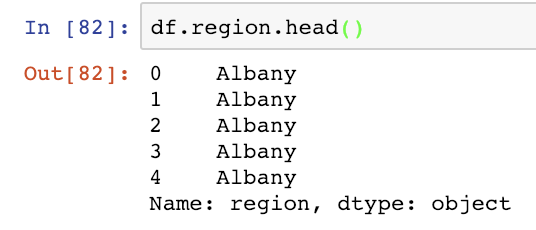 In [82]: df.region.head()
Out[82]: 0    Albany
1    Albany
2    Albany
3    Albany
4    Albany
Name: region, dtype: object